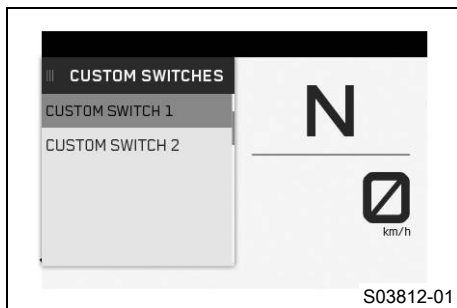 CUSTOM SWITCHES
CUSTOM SWITCH 1
CUSTOM SWITCH 2
N
0
km/h
S03812-01